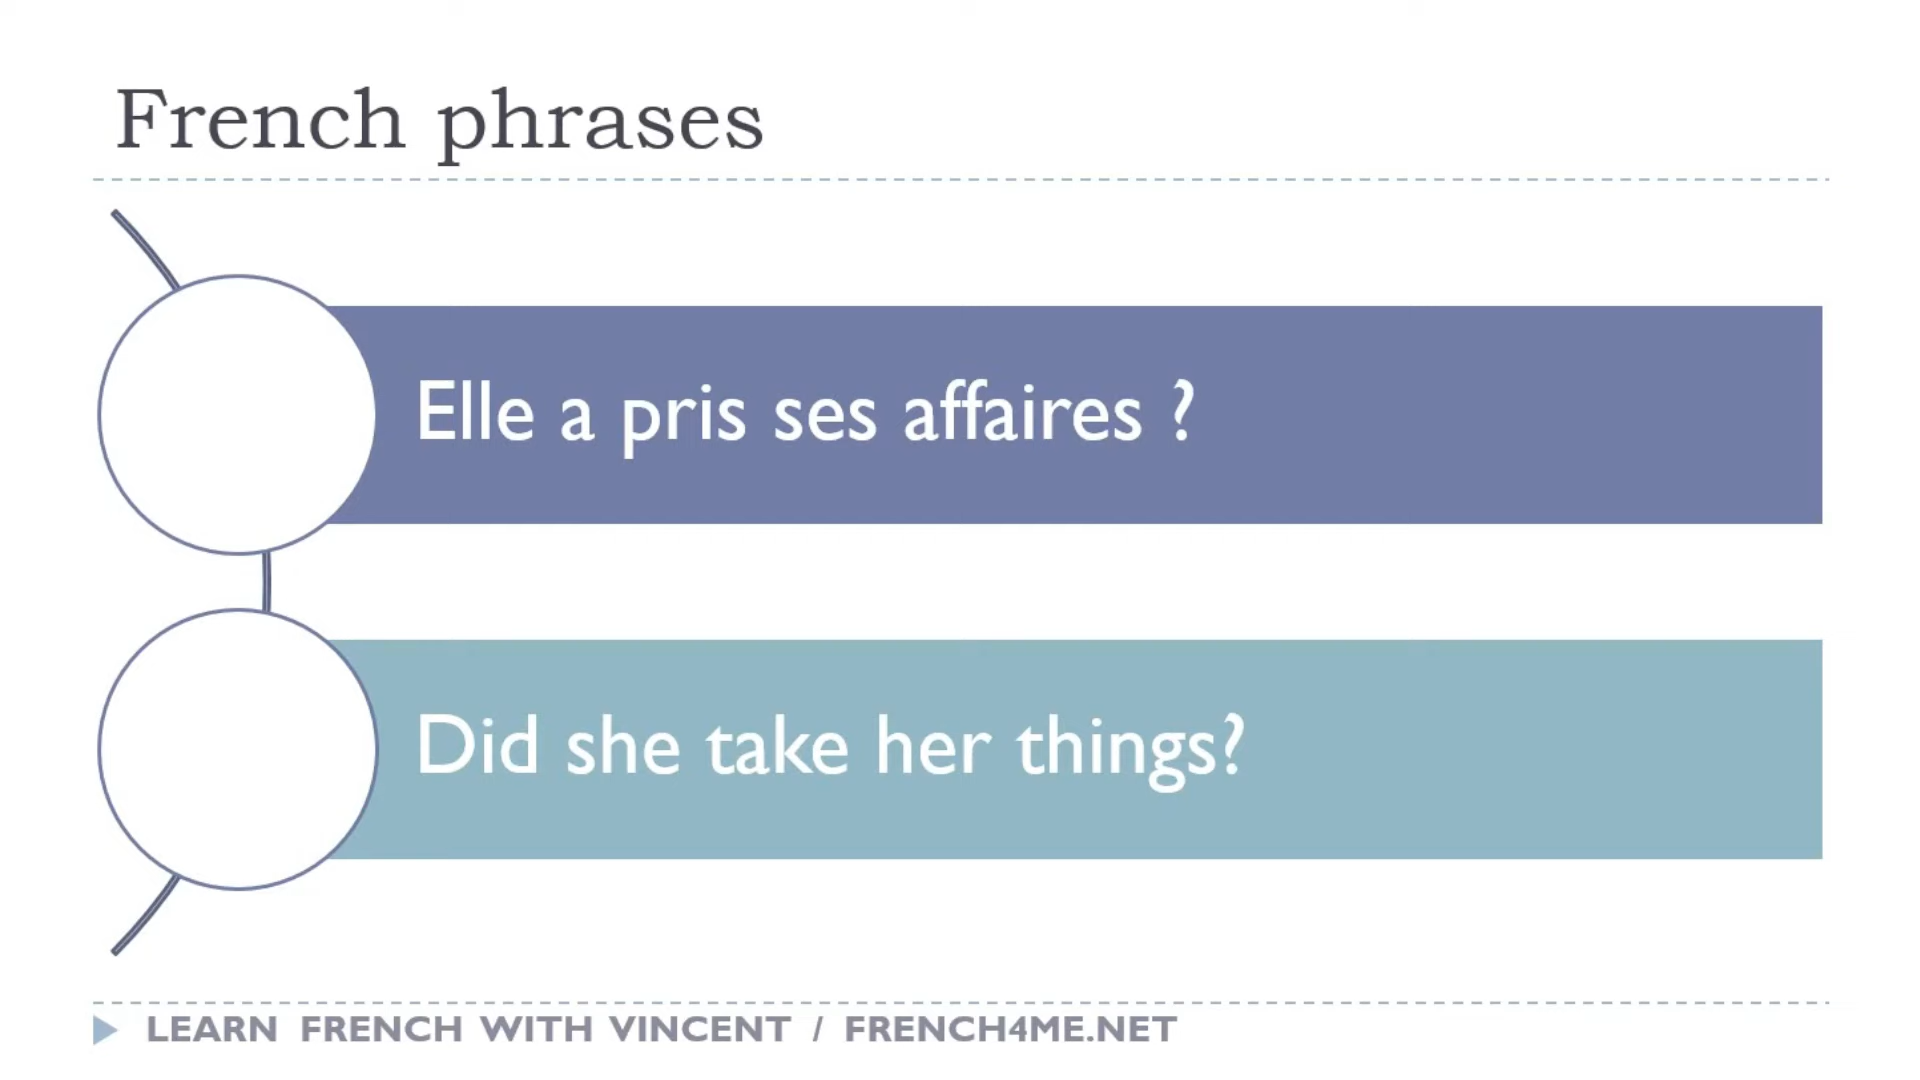 French phrases
Elle a pris ses affaires ?
Did she take her things?
LEARN FRENCH WITH VINCENT / FRENCH4ME.NET